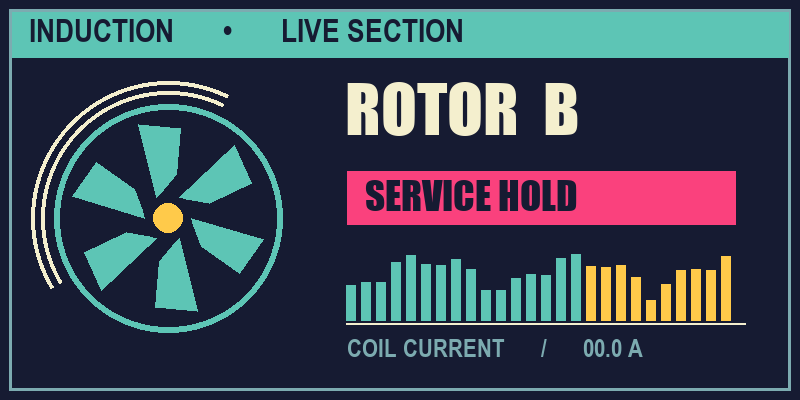 INDUCTION • LIVE SECTION
ROTOR B
SERVICE HOLD
COIL CURRENT / 00.0 A